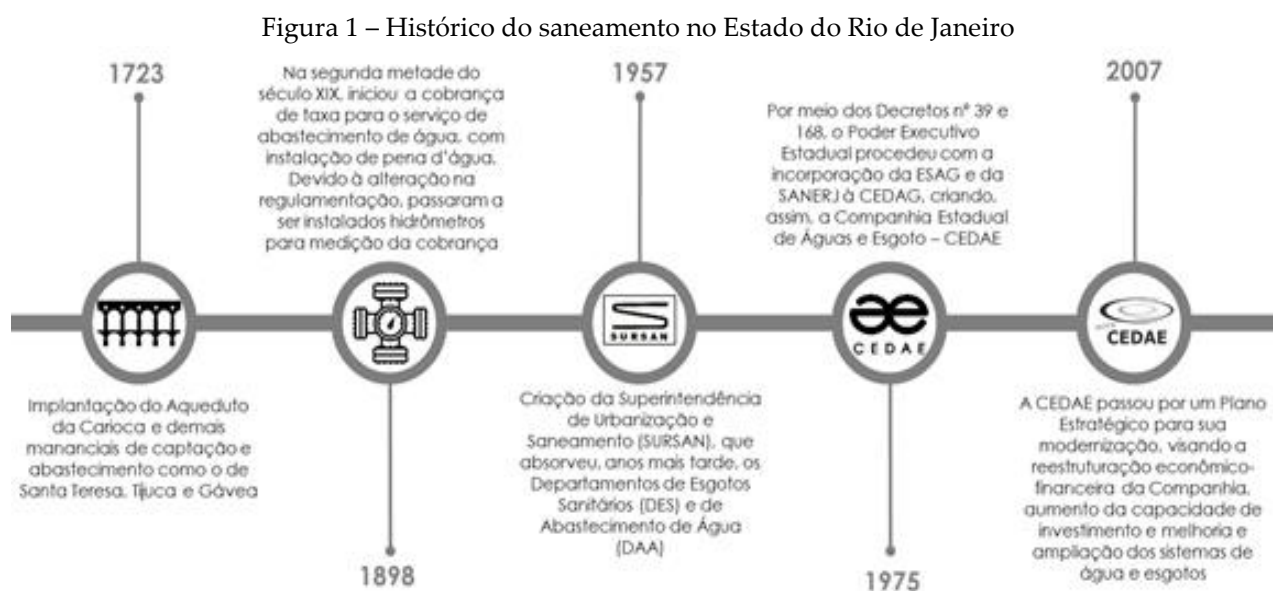 Figura 1 – Histórico do saneamento no Estado do Rio de Janeiro
1723
Implantação do Aqueduto
da Carioca e demais
mananciais de captação e
abastecimento como o de
Santa Teresa, Tijuca e Gávea
Na segunda metade do
século XIX, iniciou a cobrança
de taxa para o serviço de
abastecimento de água, com
instalação de pena d'água.
Devido à alteração na
regulamentação, passaram a
ser instalados hidrômetros
para medição da cobrança
1898
1957
SURSAN
Criação da Superintendência
de Urbanização e
Saneamento (SURSAN), que
absorveu, anos mais tarde, os
Departamentos de Esgotos
Sanitários (DES) e de
Abastecimento de Água
(DAA)
Por meio dos Decretos nº 39 e
168, o Poder Executivo
Estadual procedeu com a
incorporação da ESAG e da
SANERJ à CEDAG, criando,
assim, a Companhia Estadual
de Águas e Esgoto – CEDAE
ae
CEDAE
1975
2007
CEDAE
A CEDAE passou por um Plano
Estratégico para sua
modernização, visando a
reestruturação econômico-
financeira da Companhia,
aumento da capacidade de
investimento e melhoria e
ampliação dos sistemas de
água e esgotos